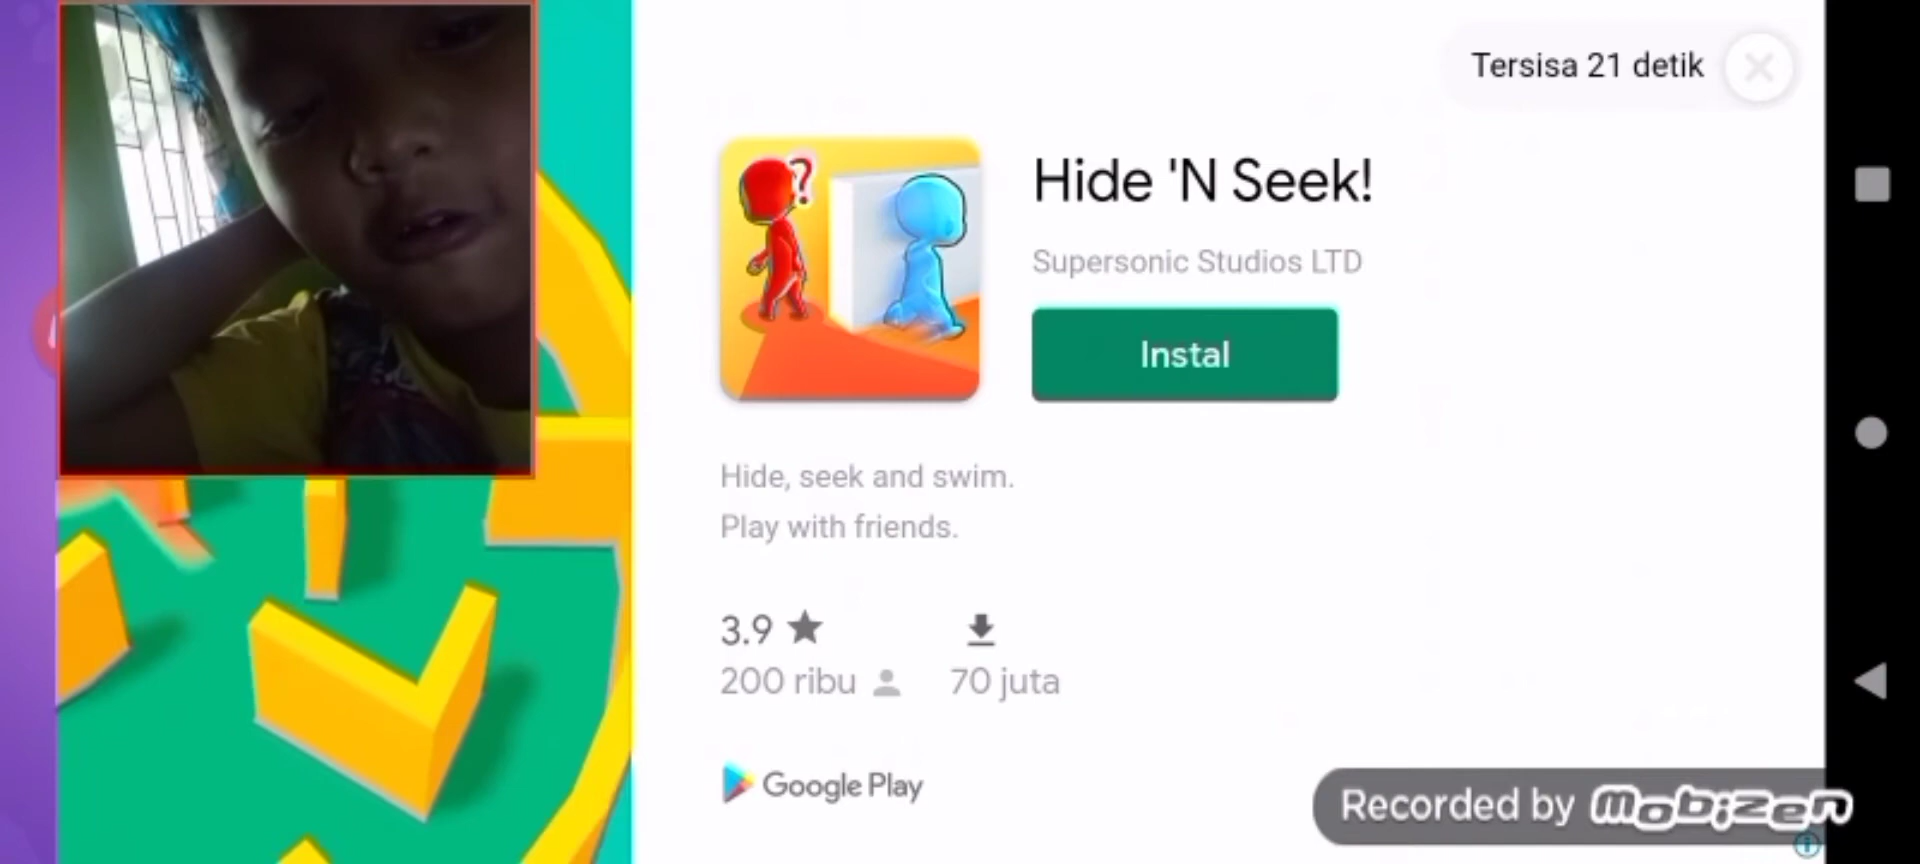 Tersisa 21 detik
?
Hide 'N Seek!
Supersonic Studios LTD
Instal
Hide, seek and swim.
Play with friends.
3.9
200 ribu
70 juta
Google Play
Recorded by Mobizen